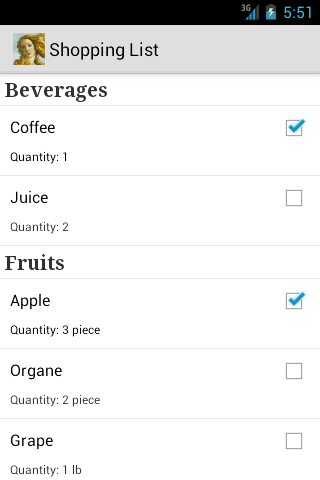 3G 5:51
Shopping List
Beverages
Coffee
Quantity: 1
Juice
Quantity: 2
Fruits
Apple
Quantity: 3 piece
Organe
Quantity: 2 piece
Grape
Quantity: 1 lb